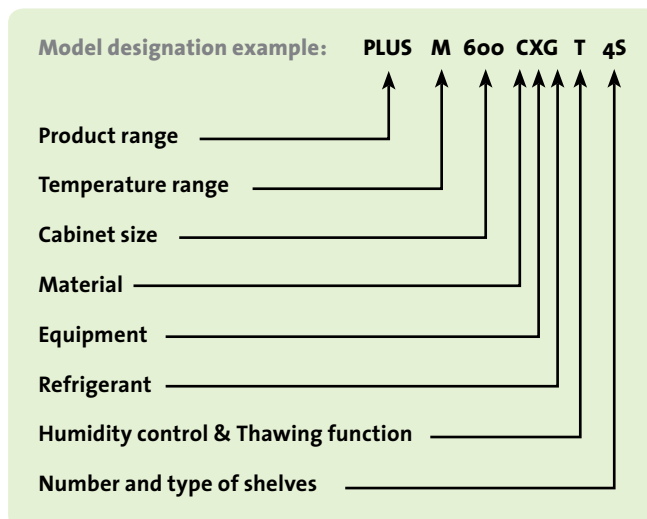 Model designation example: PLUS M 600 CXG T 4S
Product range
Temperature range
Cabinet size
Material
Equipment
Refrigerant
Humidity control & Thawing function
Number and type of shelves